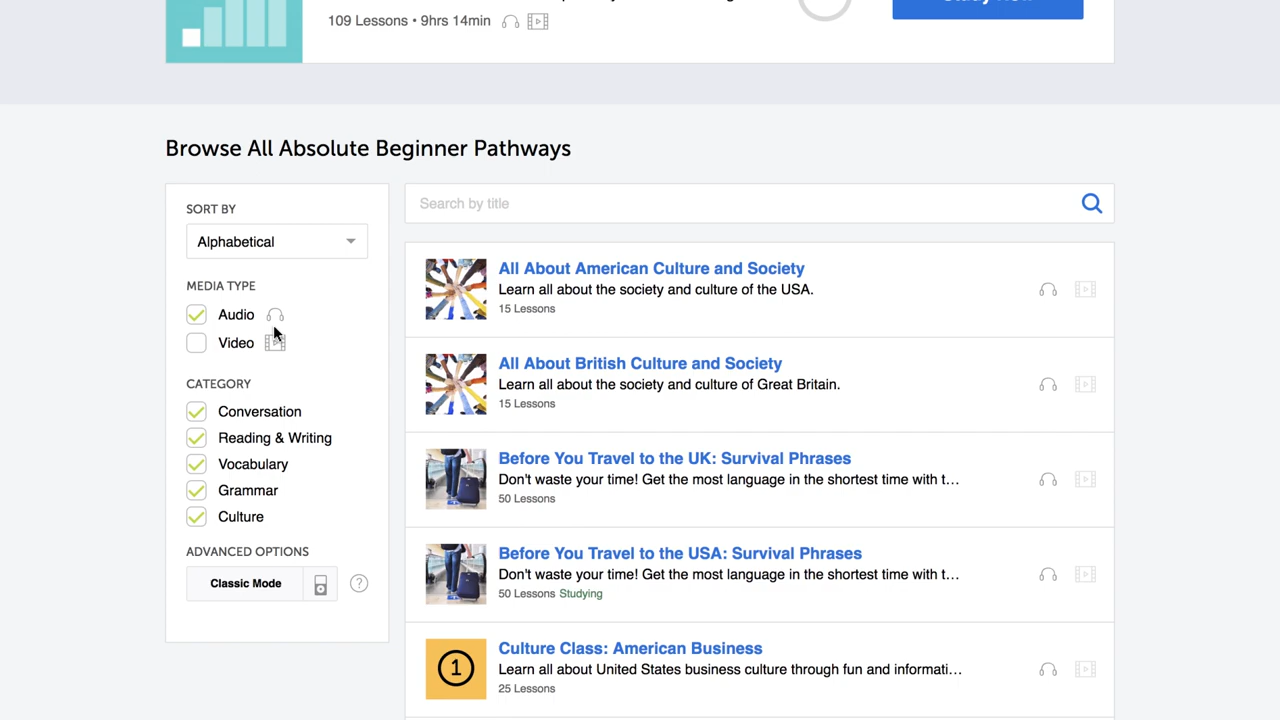 109 Lessons • 9hrs 14min
Browse All Absolute Beginner Pathways
SORT BY
Alphabetical
MEDIA TYPE
Audio
Video
CATEGORY
Conversation
Reading & Writing
Vocabulary
Grammar
Culture
ADVANCED OPTIONS
Classic Mode
?
Search by title
All About American Culture and Society
Learn all about the society and culture of the USA.
15 Lessons
All About British Culture and Society
Learn all about the society and culture of Great Britain.
15 Lessons
Before You Travel to the UK: Survival Phrases
Don't waste your time! Get the most language in the shortest time with t…
50 Lessons
Before You Travel to the USA: Survival Phrases
Don't waste your time! Get the most language in the shortest time with t…
50 Lessons Studying
1
Culture Class: American Business
Learn all about United States business culture through fun and informati…
25 Lessons